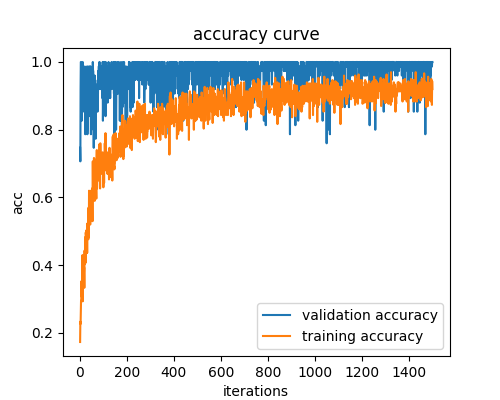 accuracy curve
1.0
0.8
0.6
0.4
0.2
acc
0 200 400 600 800 1000 1200 1400
iterations
validation accuracy
training accuracy